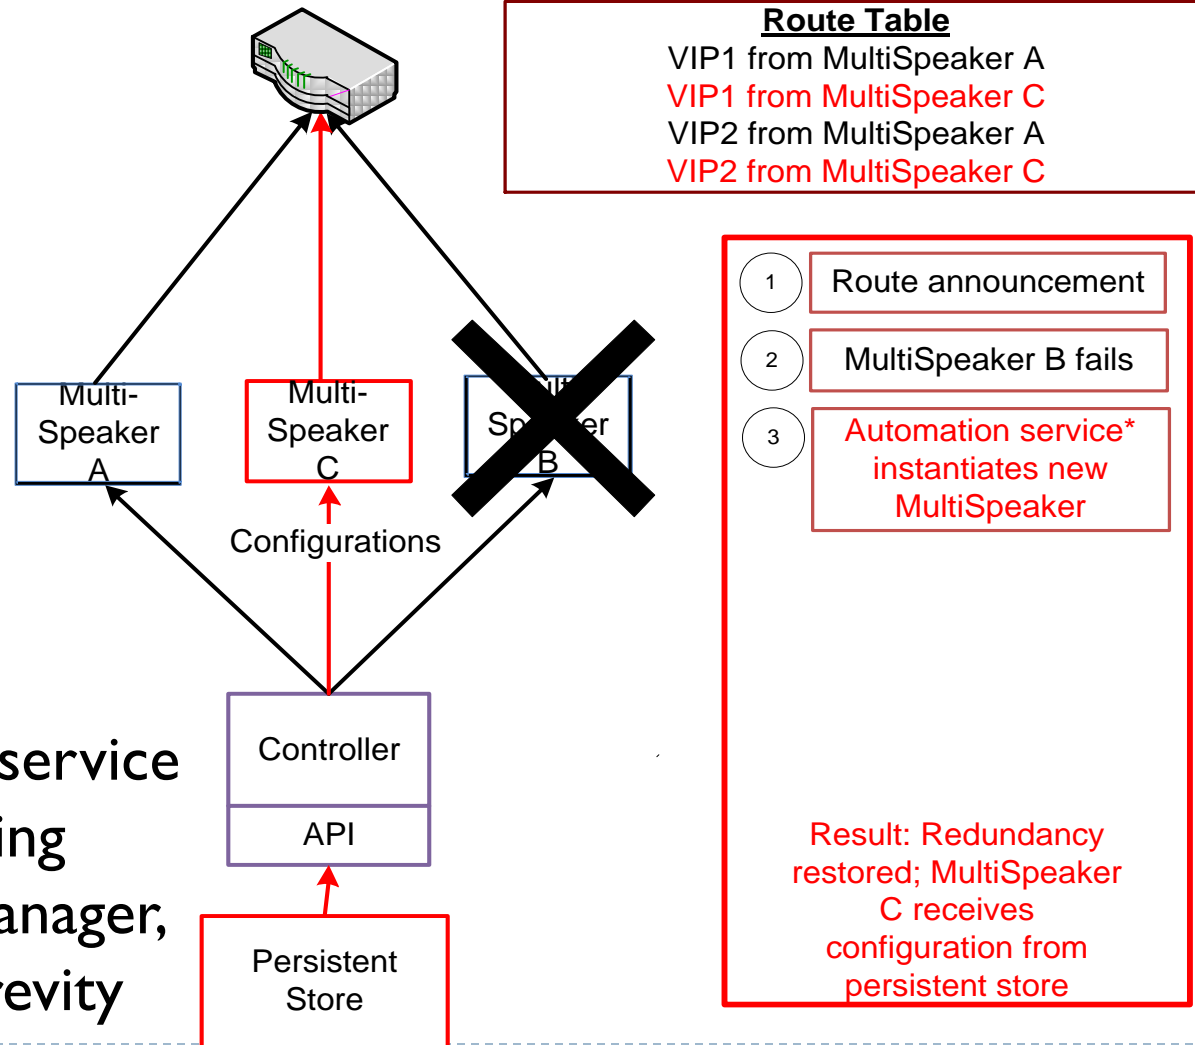 Route Table
VIP1 from MultiSpeaker A
VIP1 from MultiSpeaker C
VIP2 from MultiSpeaker A
VIP2 from MultiSpeaker C
1
Route announcement
2
MultiSpeaker B fails
3
Automation service*
instantiates new
MultiSpeaker
Multi-
Speaker
A
Multi-
Speaker
C
B
Configurations
Controller
API
Persistent
Store
service
ing
anager,
revity
Result: Redundancy
restored; MultiSpeaker
C receives
configuration from
persistent store